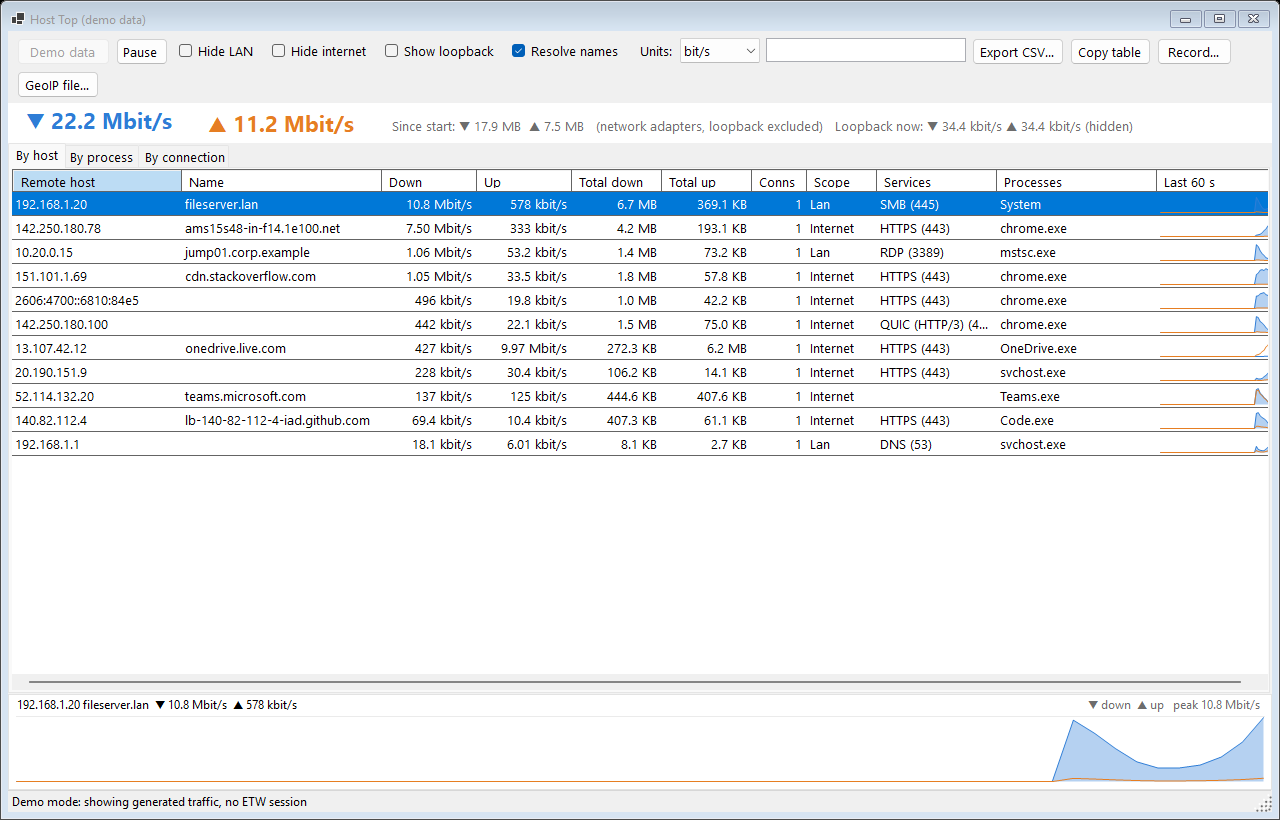 Host Top (demo data)
Demo data Pause Hide LAN Hide internet Show loopback Resolve names Units: bit/s Export CSV... Copy table Record...
GeoIP file...
▼ 22.2 Mbit/s ▲ 11.2 Mbit/s Since start: ▼ 17.9 MB ▲ 7.5 MB (network adapters, loopback excluded) Loopback now: ▼ 34.4 kbit/s ▲ 34.4 kbit/s (hidden)
By host By process By connection
Remote host Name Down Up Total down Total up Conns Scope Services Processes Last 60 s
192.168.1.20 fileserver.lan 10.8 Mbit/s 578 kbit/s 6.7 MB 369.1 KB 1 Lan SMB (445) System
142.250.180.78 ams15s48-in-f14.1e100.net 7.50 Mbit/s 333 kbit/s 4.2 MB 193.1 KB 1 Internet HTTPS (443) chrome.exe
10.20.0.15 jump01.corp.example 1.06 Mbit/s 53.2 kbit/s 1.4 MB 73.2 KB 1 Lan RDP (3389) mstsc.exe
151.101.1.69 cdn.stackoverflow.com 1.05 Mbit/s 33.5 kbit/s 1.8 MB 57.8 KB 1 Internet HTTPS (443) chrome.exe
2606:4700::6810:84e5 496 kbit/s 19.8 kbit/s 1.0 MB 42.2 KB 1 Internet HTTPS (443) chrome.exe
142.250.180.100 442 kbit/s 22.1 kbit/s 1.5 MB 75.0 KB 1 Internet QUIC (HTTP/3) (4... chrome.exe
13.107.42.12 onedrive.live.com 427 kbit/s 9.97 Mbit/s 272.3 KB 6.2 MB 1 Internet HTTPS (443) OneDrive.exe
20.190.151.9 228 kbit/s 30.4 kbit/s 106.2 KB 14.1 KB 1 Internet HTTPS (443) svchost.exe
52.114.132.20 teams.microsoft.com 137 kbit/s 125 kbit/s 444.6 KB 407.6 KB 1 Internet Teams.exe
140.82.112.4 lb-140-82-112-4-iad.github.com 69.4 kbit/s 10.4 kbit/s 407.3 KB 61.1 KB 1 Internet HTTPS (443) Code.exe
192.168.1.1 18.1 kbit/s 6.01 kbit/s 8.1 KB 2.7 KB 1 Lan DNS (53) svchost.exe
192.168.1.20 fileserver.lan ▼ 10.8 Mbit/s ▲ 578 kbit/s ▼ down ▲ up peak 10.8 Mbit/s
Demo mode: showing generated traffic, no ETW session